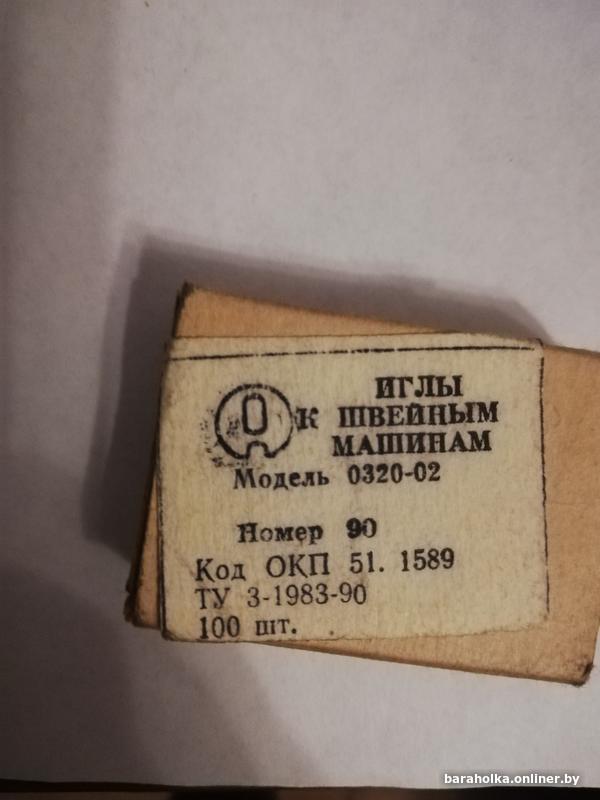 ИГЛЫ
К ШВЕЙНЫМ
МАШИНАМ
Модель 0320-02
Номер 90
Код ОКП 51. 1589
ТУ 3-1983-90
100 шт.
baraholka.onliner.by